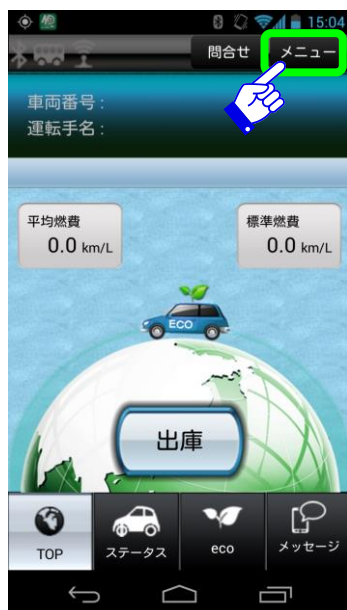 15:04
問合せ メニュー
車両番号 :
運転手名 :
平均燃費 標準燃費
0.0 km/L 0.0 km/L
ECO
出庫
TOP ステータス eco メッセージ